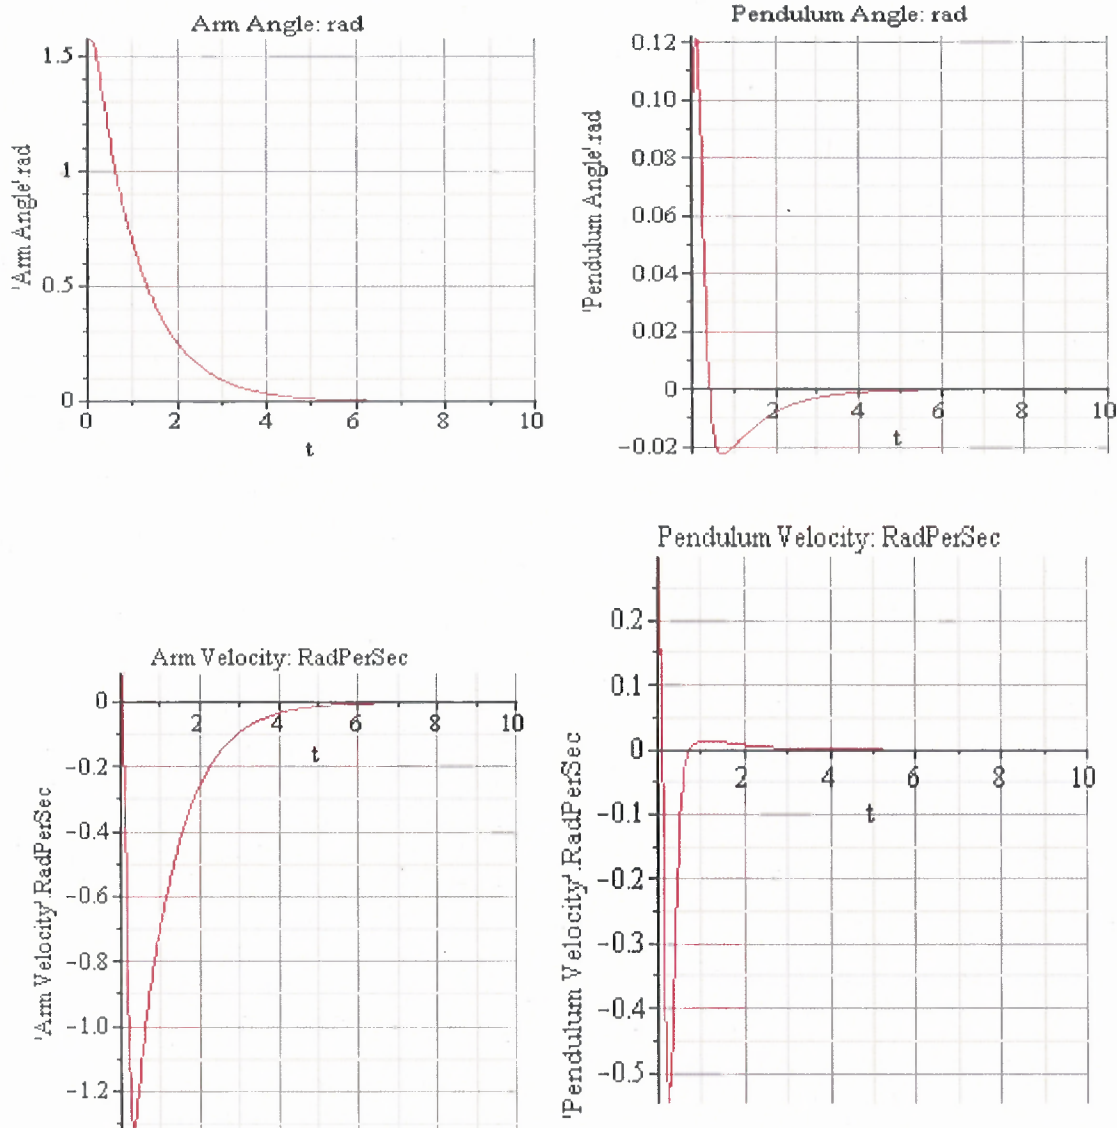 Arm Angle: rad
'Arm Angle'.rad
1.5
1
0.5
0
0 2 4 6 8 10
t
Pendulum Angle: rad
'Pendulum Angle'.rad
0.12
0.10
0.08
0.06
0.04
0.02
0
-0.02
2 4 6 8 10
t
Arm Velocity: RadPerSec
'Arm Velocity'.RadPerSec
0
-0.2
-0.4
-0.6
-0.8
-1.0
-1.2
2 4 6 8 10
t
Pendulum Velocity: RadPerSec
'Pendulum Velocity'.RadPerSec
0.2
0.1
0
-0.1
-0.2
-0.3
-0.4
-0.5
2 4 6 8 10
t